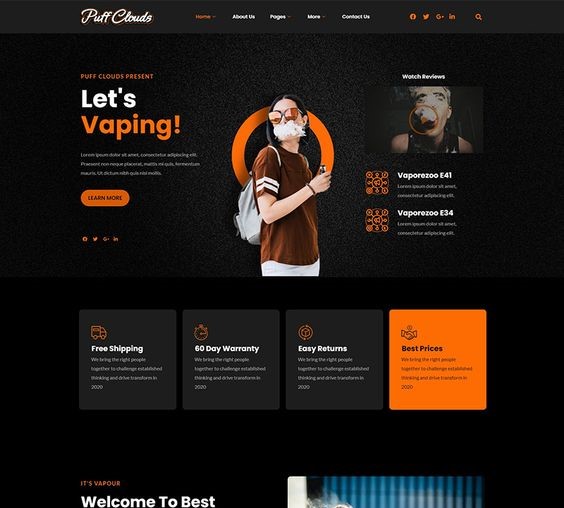 Puff Clouds
Home
About Us
Pages
More
Contact Us
PUFF CLOUDS PRESENT
Let's
Vaping!
Lorem ipsum dolor sit amet, consectetur adipiscing elit.
Praesent non neque placerat, mattis mi quis, fermentum
mauris. Ut dictum nibh quis nisl mollis.
LEARN MORE
Watch Reviews
Vaporezoo E41
Lorem ipsum dolor sit amet,
consectetur adipiscing elit.
Vaporezoo E34
Lorem ipsum dolor sit amet,
consectetur adipiscing elit.
Free Shipping
We bring the right people
together to challenge established
thinking and drive transform in
2020
60 Day Warranty
We bring the right people
together to challenge established
thinking and drive transform in
2020
Easy Returns
We bring the right people
together to challenge established
thinking and drive transform in
2020
Best Prices
We bring the right people
together to challenge established
thinking and drive transform in
2020
IT'S VAPOUR
Welcome To Best